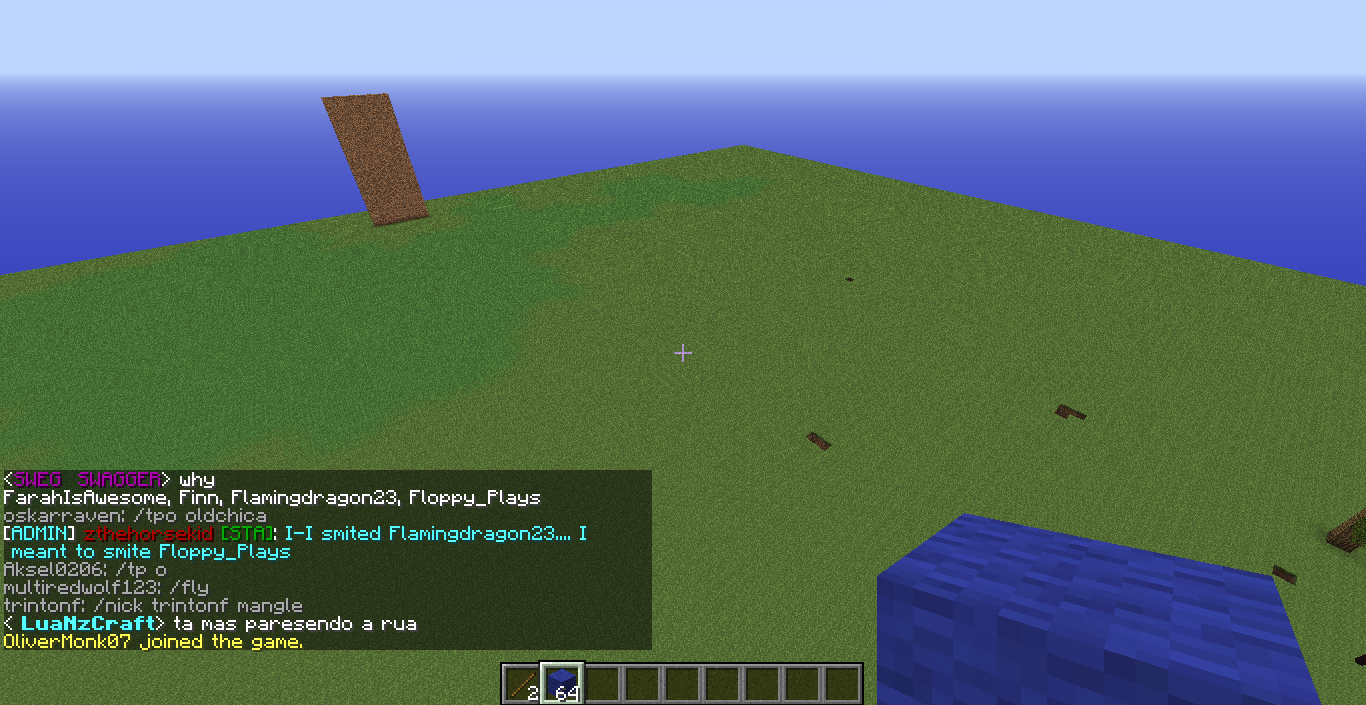 <SWEG SWAGGER> why
FarahIsAwesome, Finn, Flamingdragon23, Floppy_Plays
oskarraven: /tpo oldchica
[ADMIN] zthehorsekid [STA]: I-I smited Flamingdragon23.... I
meant to smite Floppy_Plays
Aksel0206: /tp o
multiredwolf123: /fly
trintonf: /nick trintonf mangle
< LuaNzCraft> ta mas paresendo a rua
OliverMonk07 joined the game.
2 64